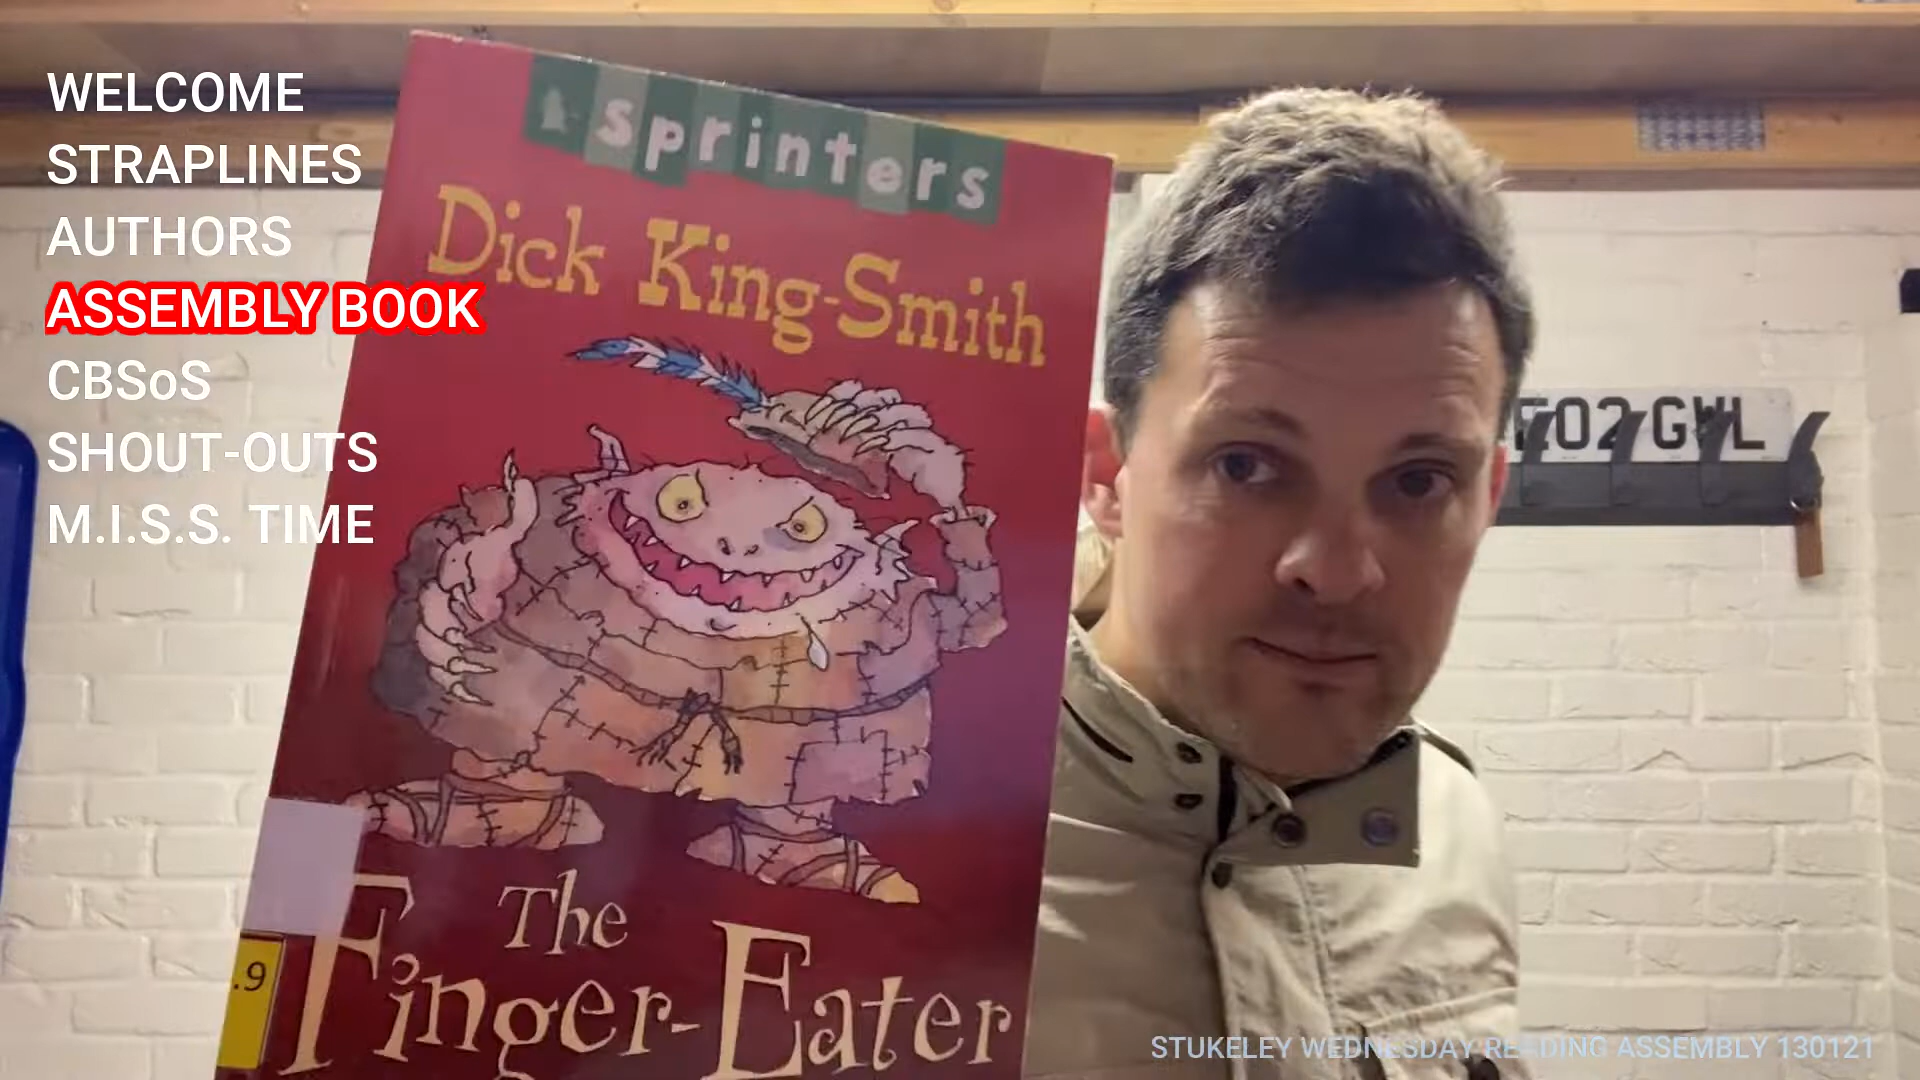 WELCOME
STRAPLINES
AUTHORS
ASSEMBLY BOOK
CBSoS
SHOUT-OUTS
M.I.S.S. TIME
sprinters
Dick King-Smith
The
Finger-Eater
.9
STUKELEY WEDNESDAY READING ASSEMBLY 130121